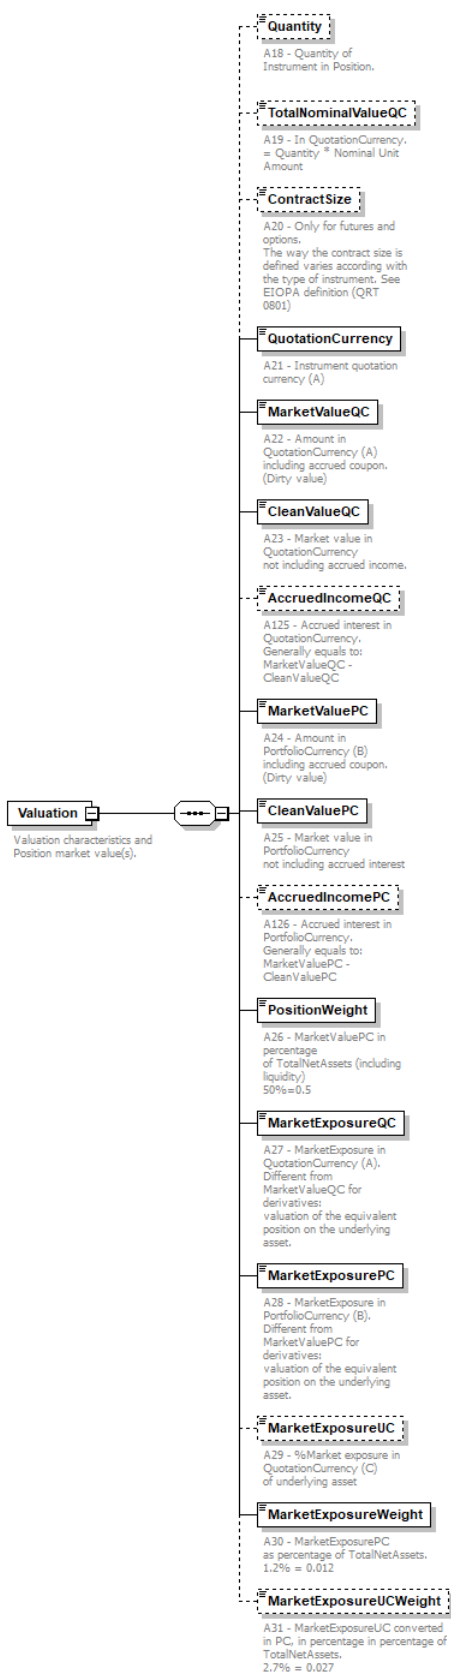 Quantity
A18 - Quantity of
Instrument in Position.
TotalNominalValueQC
A19 - In QuotationCurrency.
= Quantity * Nominal Unit
Amount
ContractSize
A20 - Only for futures and
options.
The way the contract size is
defined varies according with
the type of instrument. See
EIOPA definition (QRT
0801)
QuotationCurrency
A21 - Instrument quotation
currency (A)
MarketValueQC
A22 - Amount in
QuotationCurrency (A)
including accrued coupon.
(Dirty value)
CleanValueQC
A23 - Market value in
QuotationCurrency
not including accrued income.
AccruedIncomeQC
A125 - Accrued interest in
QuotationCurrency.
Generally equals to:
MarketValueQC -
CleanValueQC
MarketValuePC
A24 - Amount in
PortfolioCurrency (B)
including accrued coupon.
(Dirty value)
Valuation
Valuation characteristics and
Position market value(s).
CleanValuePC
A25 - Market value in
PortfolioCurrency
not including accrued interest
AccruedIncomePC
A126 - Accrued interest in
PortfolioCurrency.
Generally equals to:
MarketValuePC -
CleanValuePC
PositionWeight
A26 - MarketValuePC in
percentage
of TotalNetAssets (including
liquidity)
50%=0.5
MarketExposureQC
A27 - MarketExposure in
QuotationCurrency (A).
Different from
MarketValueQC for
derivatives:
valuation of the equivalent
position on the underlying
asset.
MarketExposurePC
A28 - MarketExposure in
PortfolioCurrency (B).
Different from
MarketValuePC for
derivatives:
valuation of the equivalent
position on the underlying
asset.
MarketExposureUC
A29 - %Market exposure in
QuotationCurrency (C)
of underlying asset
MarketExposureWeight
A30 - MarketExposurePC
as percentage of TotalNetAssets.
1.2% = 0.012
MarketExposureUCWeight
A31 - MarketExposureUC converted
in PC, in percentage in percentage of
TotalNetAssets.
2.7% = 0.027